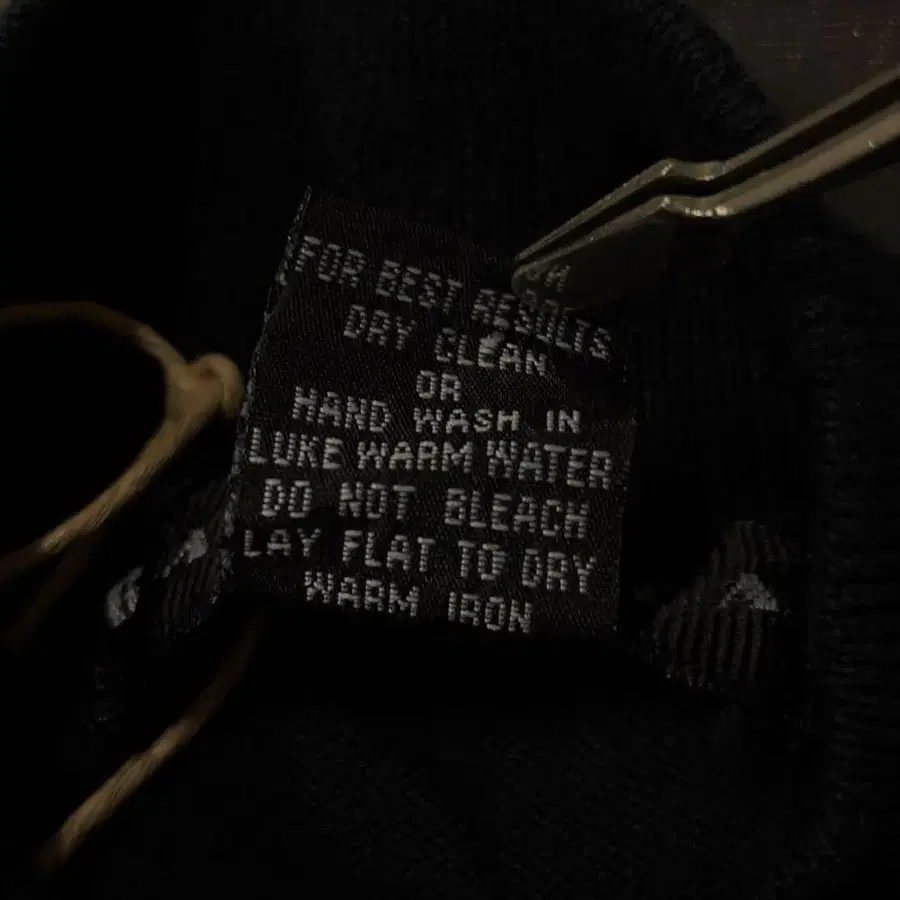 FOR BEST RESULTS
DRY CLEAN
OR
HAND WASH IN
LUKE WARM WATER
DO NOT BLEACH
LAY FLAT TO DRY
WARM IRON